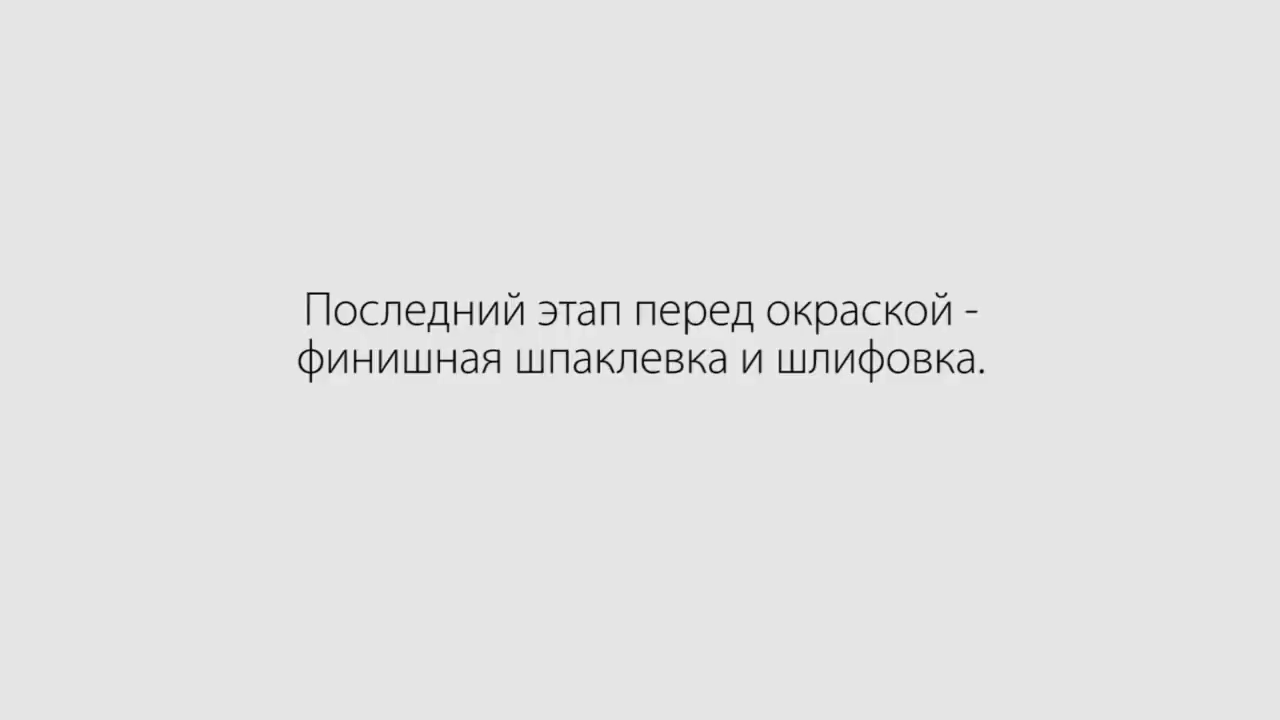 Последний этап перед окраской -
финишная шпаклевка и шлифовка.